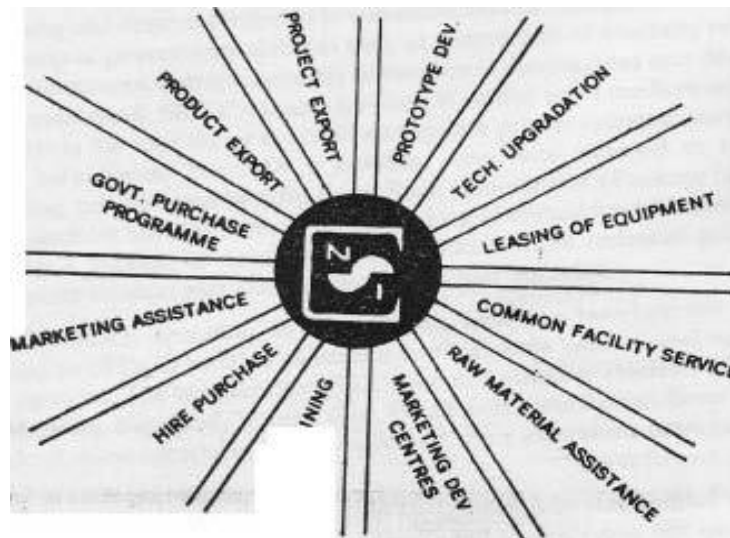 PROJECT EXPORT
PROTOTYPE DEV.
TECH. UPGRADATION
LEASING OF EQUIPMENT
COMMON FACILITY SERVICE
RAW MATERIAL ASSISTANCE
MARKETING DEV
CENTRES
NING
HIRE PURCHASE
MARKETING ASSISTANCE
GOVT. PURCHASE
PROGRAMME
PRODUCT EXPORT